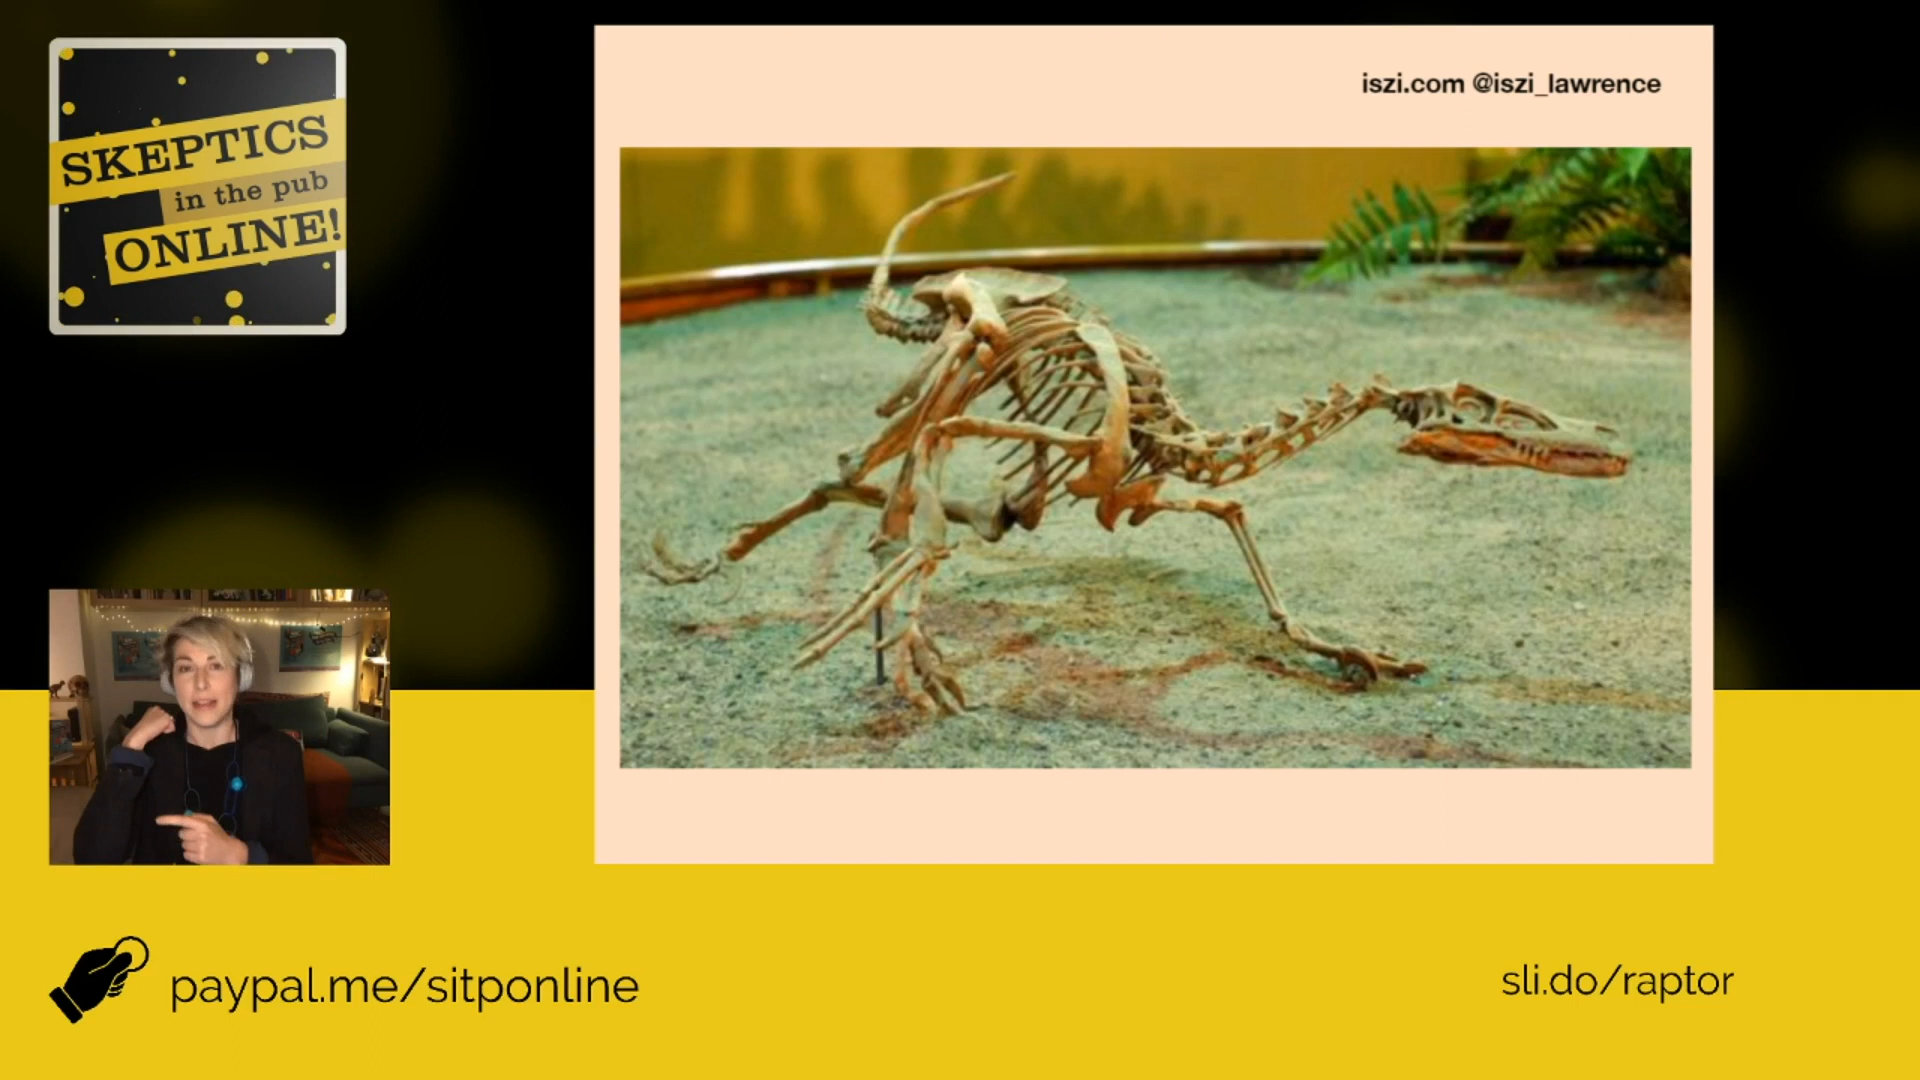 SKEPTICS
in the pub
ONLINE!
iszi.com @iszi_lawrence
paypal.me/sitponline
sli.do/raptor